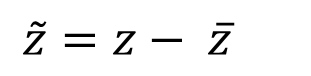 z̃ = z − z̄